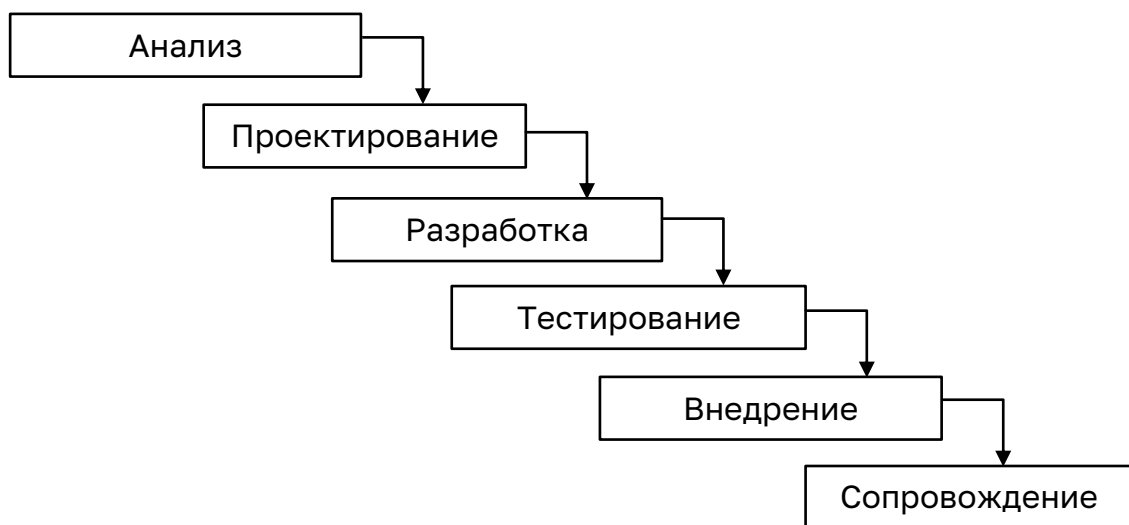 Анализ
Проектирование
Разработка
Тестирование
Внедрение
Сопровождение